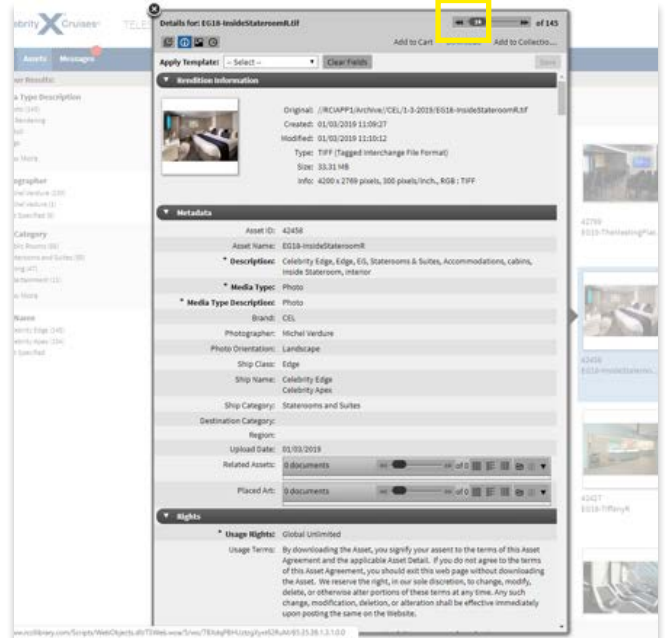 Cruises
Details for: EG18-InsideStateroomR.tif
of 145
Add to Cart
Add to Collectio...
Assets Messages
Apply Template: -- Select -- Clear Fields Save
Rendition Information
Original: //RCIAPP1/Archive//CEL/1-3-2019/EG18-InsideStateroomR.tif
Created: 01/03/2019 11:09:27
Modified: 01/03/2019 11:10:12
Type: TIFF (Tagged Interchange File Format)
Size: 33.31 MB
Info: 4200 x 2769 pixels, 300 pixels/inch., RGB : TIFF
Metadata
Asset ID: 42458
Asset Name: EG18-InsideStateroomR
* Description: Celebrity Edge, Edge, EG, Staterooms & Suites, Accommodations, cabins,
Inside Stateroom, interior
* Media Type: Photo
* Media Type Description: Photo
Brand: CEL
Photographer: Michel Verdure
Photo Orientation: Landscape
Ship Class: Edge
Ship Name: Celebrity Edge
Celebrity Apex
Ship Category: Staterooms and Suites
Destination Category:
Region:
Upload Date: 01/03/2019
Related Assets: 0 documents of 0
Placed Art: 0 documents of 0
Rights
* Usage Rights: Global Unlimited
Usage Terms: By downloading the Asset, you signify your assent to the terms of this Asset
Agreement and the applicable Asset Detail. If you do not agree to the terms
of this Asset Agreement, you should exit this web page without downloading
the Asset. We reserve the right, in our sole discretion, to change, modify,
delete, or otherwise alter portions of these terms at any time. Any such
change, modification, deletion, or alteration shall be effective immediately
upon posting the same on the Website.
42458
42427
EG18-TiffanyR